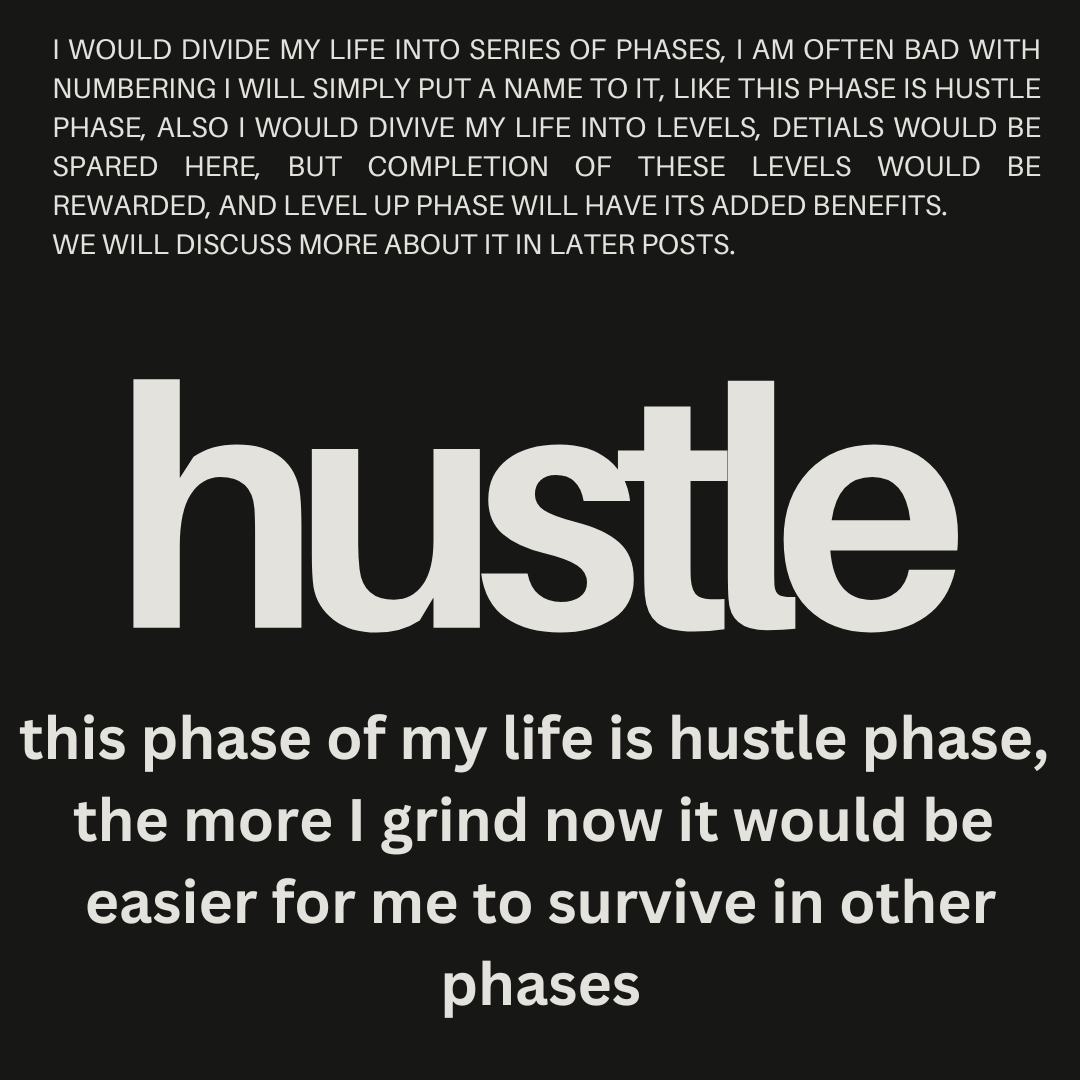 I WOULD DIVIDE MY LIFE INTO SERIES OF PHASES, I AM OFTEN BAD WITH
NUMBERING I WILL SIMPLY PUT A NAME TO IT, LIKE THIS PHASE IS HUSTLE
PHASE, ALSO I WOULD DIVIVE MY LIFE INTO LEVELS, DETIALS WOULD BE
SPARED HERE, BUT COMPLETION OF THESE LEVELS WOULD BE
REWARDED, AND LEVEL UP PHASE WILL HAVE ITS ADDED BENEFITS.
WE WILL DISCUSS MORE ABOUT IT IN LATER POSTS.
hustle
this phase of my life is hustle phase,
the more I grind now it would be
easier for me to survive in other
phases